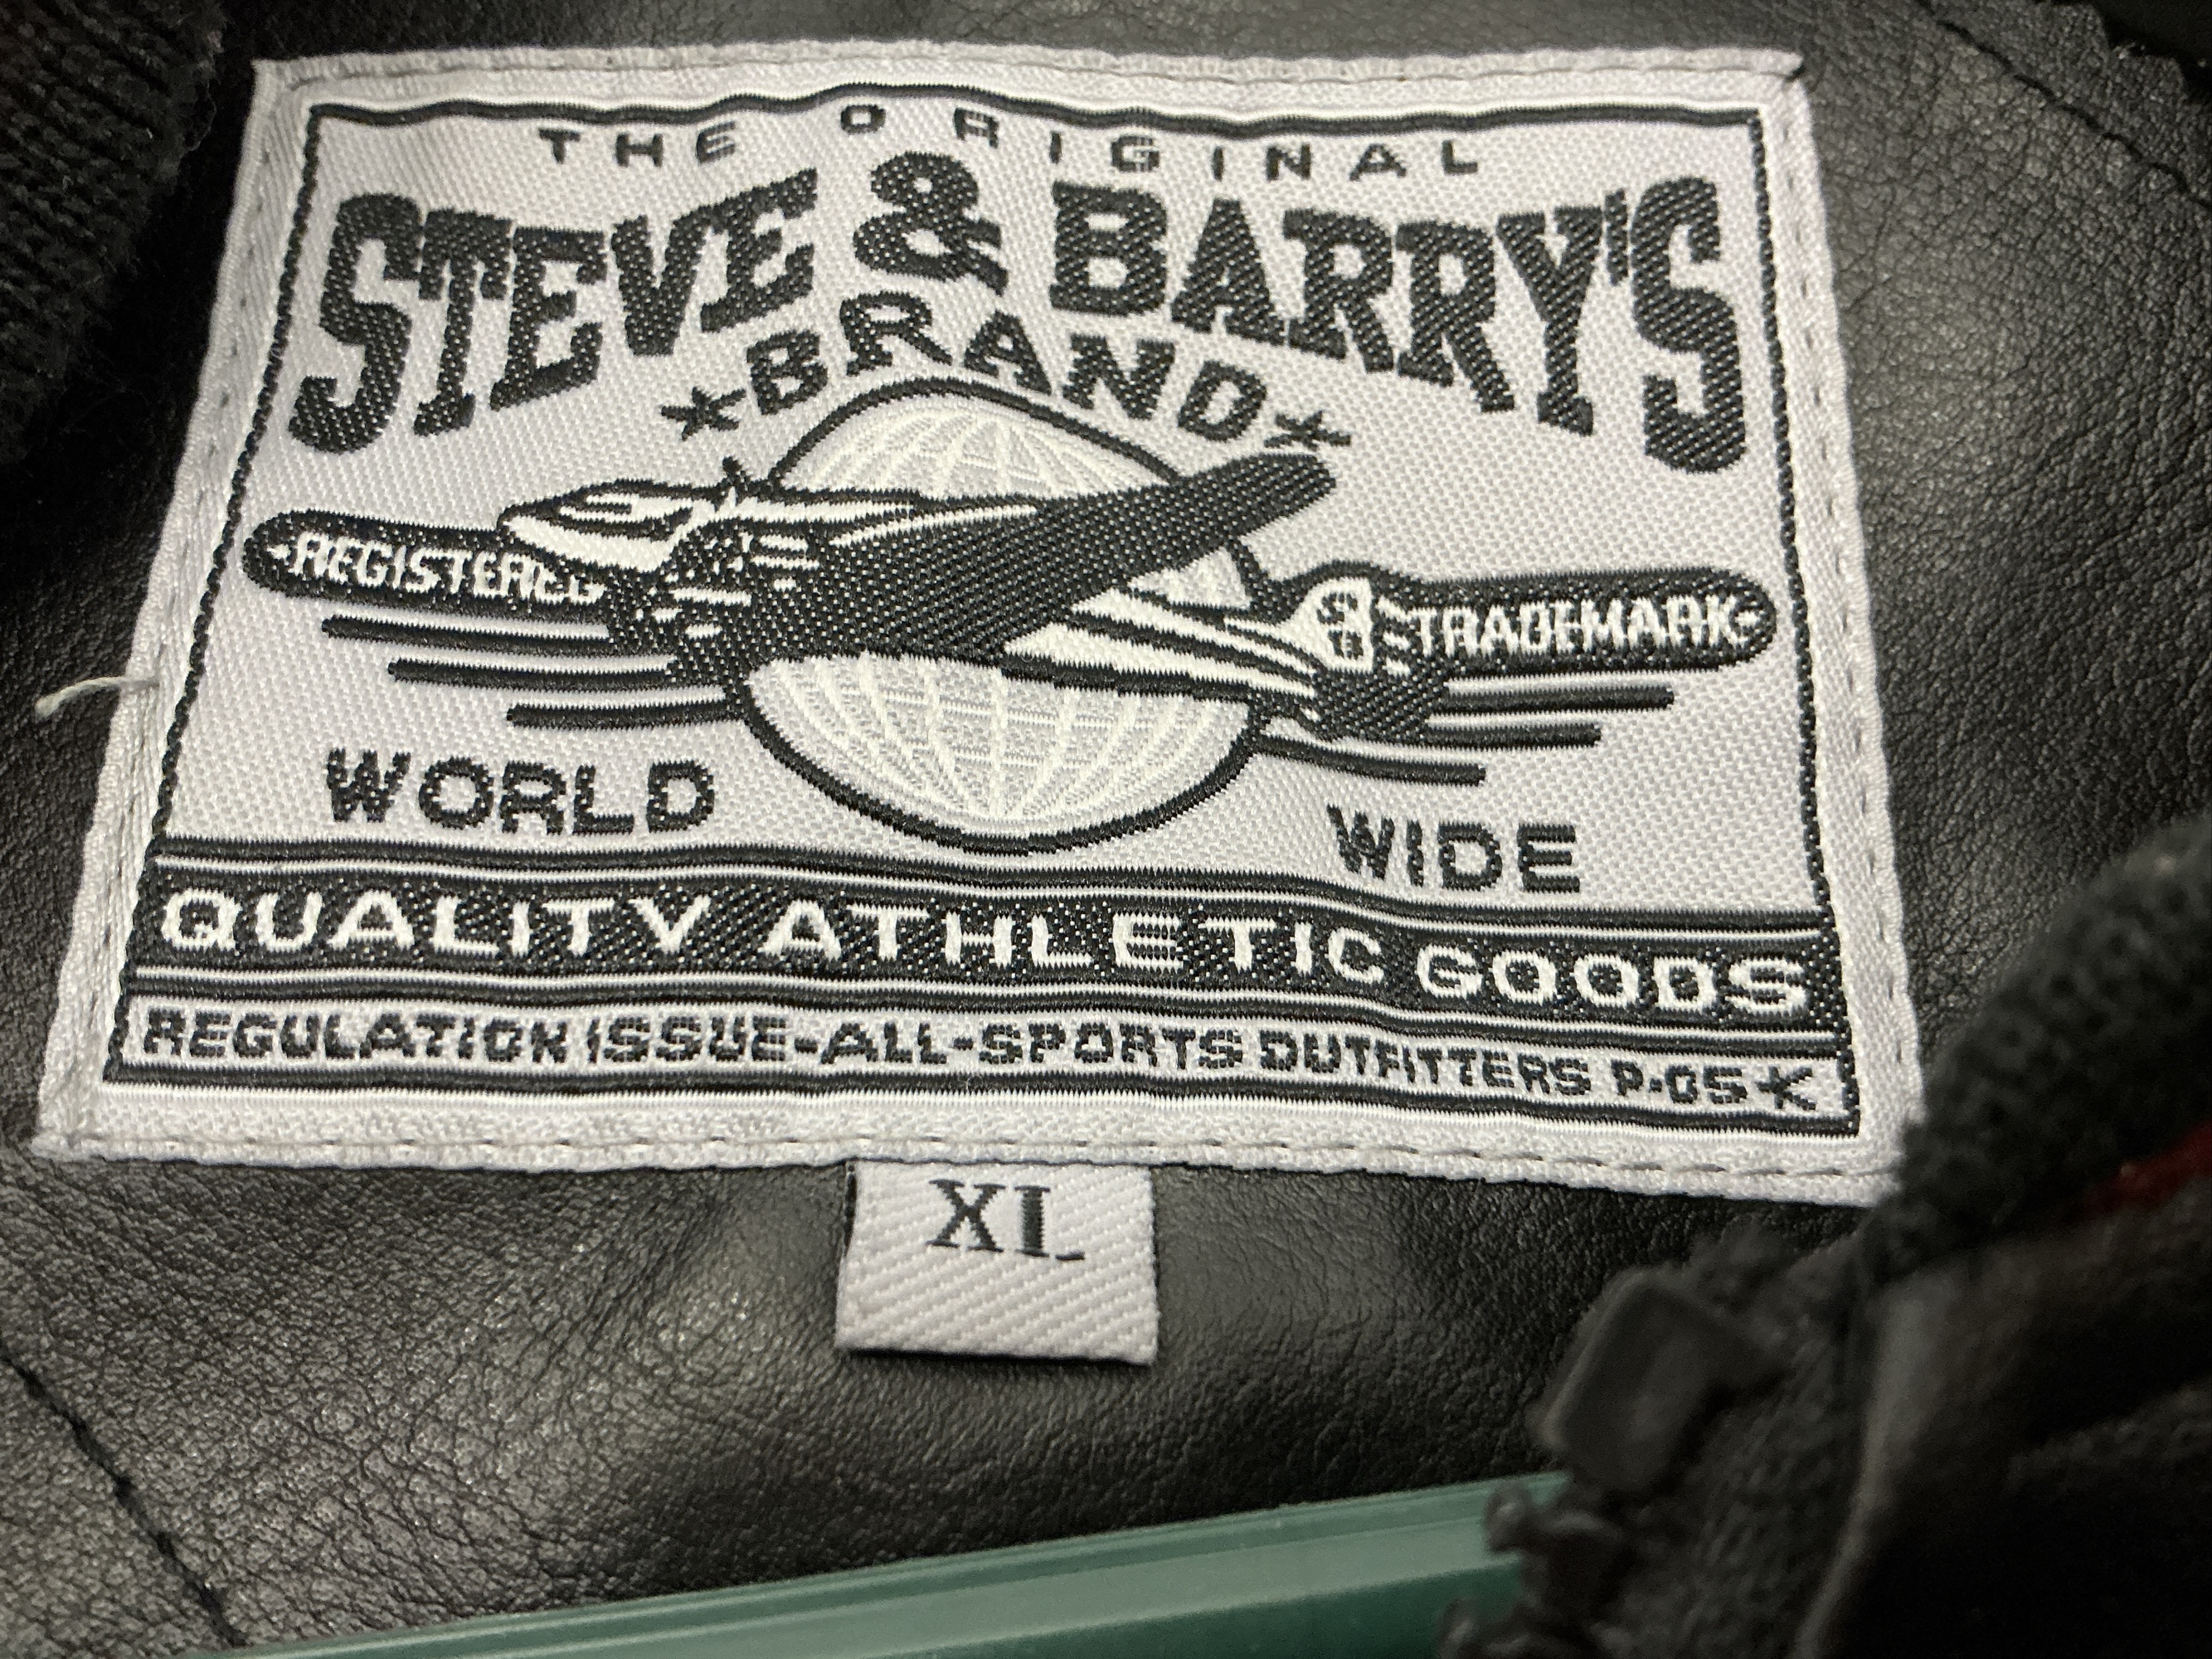 THE ORIGINAL
STEVE & BARRY'S
★BRAND★
-REGISTERED
SB TRADEMARK-
WORLD WIDE
QUALITY ATHLETIC GOODS
REGULATION ISSUE-ALL-SPORTS OUTFITTERS P-05-K
XL